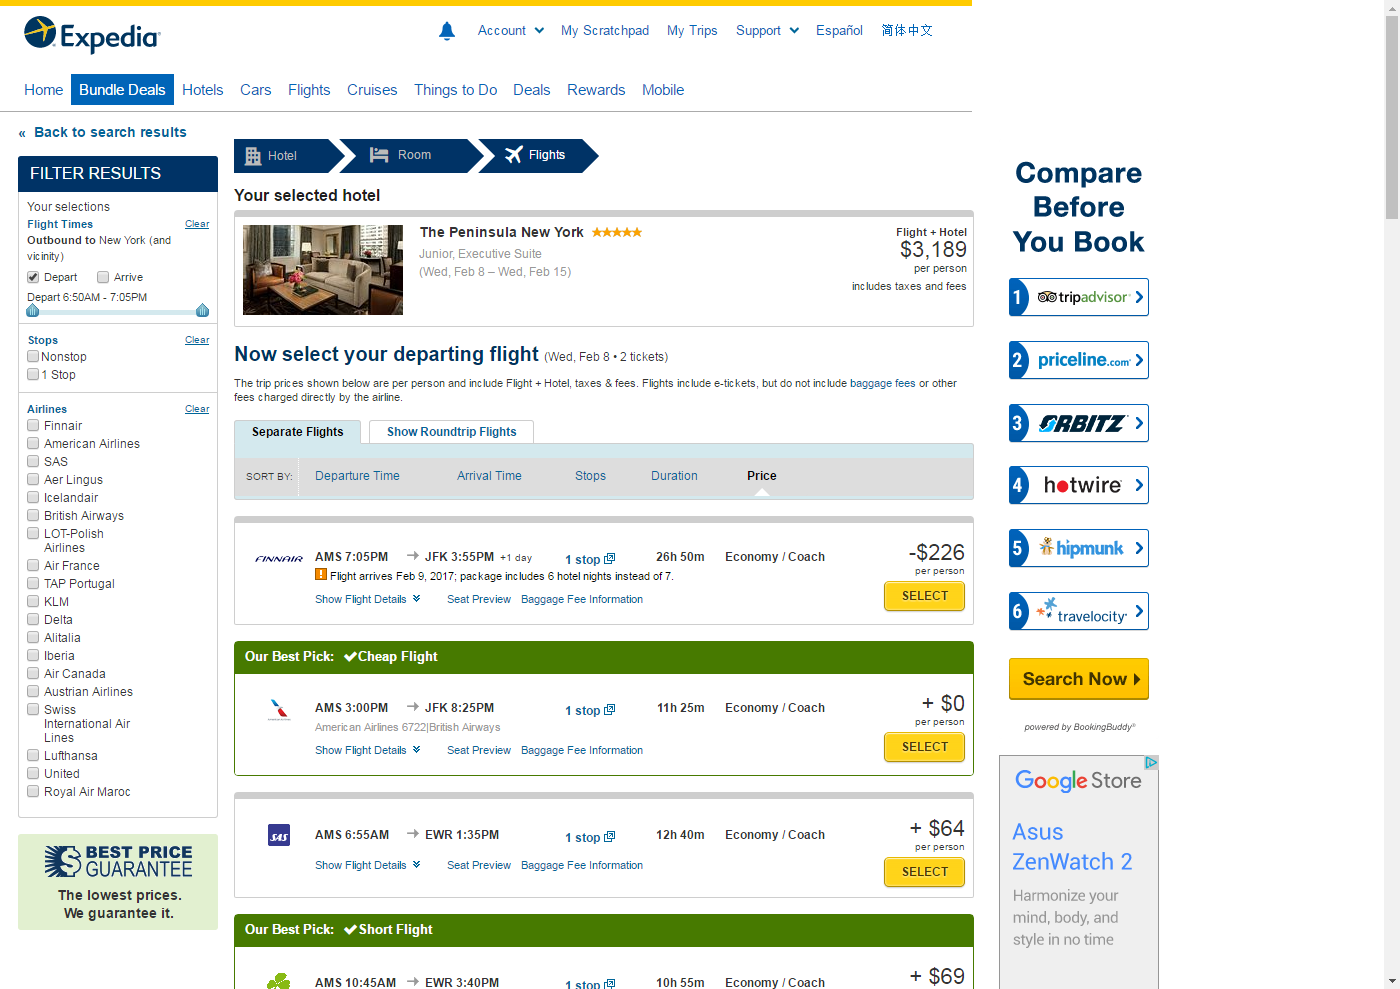 Expedia
Account
My Scratchpad
My Trips
Support
Español
简体中文
Home
Bundle Deals
Hotels
Cars
Flights
Cruises
Things to Do
Deals
Rewards
Mobile
« Back to search results
FILTER RESULTS
Your selections
Flight Times
Clear
Outbound to New York (and
vicinity)
Depart
Arrive
Depart 6:50AM - 7:05PM
Stops
Clear
Nonstop
1 Stop
Airlines
Clear
Finnair
American Airlines
SAS
Aer Lingus
Icelandair
British Airways
LOT-Polish
Airlines
Air France
TAP Portugal
KLM
Delta
Alitalia
Iberia
Air Canada
Austrian Airlines
Swiss
International Air
Lines
Lufthansa
United
Royal Air Maroc
BEST PRICE
GUARANTEE
The lowest prices.
We guarantee it.
Hotel
Room
Flights
Your selected hotel
The Peninsula New York
Junior, Executive Suite
(Wed, Feb 8 – Wed, Feb 15)
Flight + Hotel
$3,189
per person
includes taxes and fees
Now select your departing flight (Wed, Feb 8 • 2 tickets)
The trip prices shown below are per person and include Flight + Hotel, taxes & fees. Flights include e-tickets, but do not include baggage fees or other
fees charged directly by the airline.
Separate Flights
Show Roundtrip Flights
SORT BY:
Departure Time
Arrival Time
Stops
Duration
Price
FINNAIR
AMS 7:05PM
JFK 3:55PM +1 day
1 stop
26h 50m
Economy / Coach
-$226
per person
Flight arrives Feb 9, 2017; package includes 6 hotel nights instead of 7.
Show Flight Details
Seat Preview
Baggage Fee Information
SELECT
Our Best Pick: Cheap Flight
AMS 3:00PM
JFK 8:25PM
1 stop
11h 25m
Economy / Coach
+ $0
per person
American Airlines 6722|British Airways
Show Flight Details
Seat Preview
Baggage Fee Information
SELECT
SAS
AMS 6:55AM
EWR 1:35PM
1 stop
12h 40m
Economy / Coach
+ $64
per person
Show Flight Details
Seat Preview
Baggage Fee Information
SELECT
Our Best Pick: Short Flight
AMS 10:45AM
EWR 3:40PM
1 stop
10h 55m
Economy / Coach
+ $69
Compare
Before
You Book
1 tripadvisor
2 priceline.com
3 ORBITZ
4 hotwire
5 hipmunk
6 travelocity
Search Now
powered by BookingBuddy
Google Store
Asus
ZenWatch 2
Harmonize your
mind, body, and
style in no time